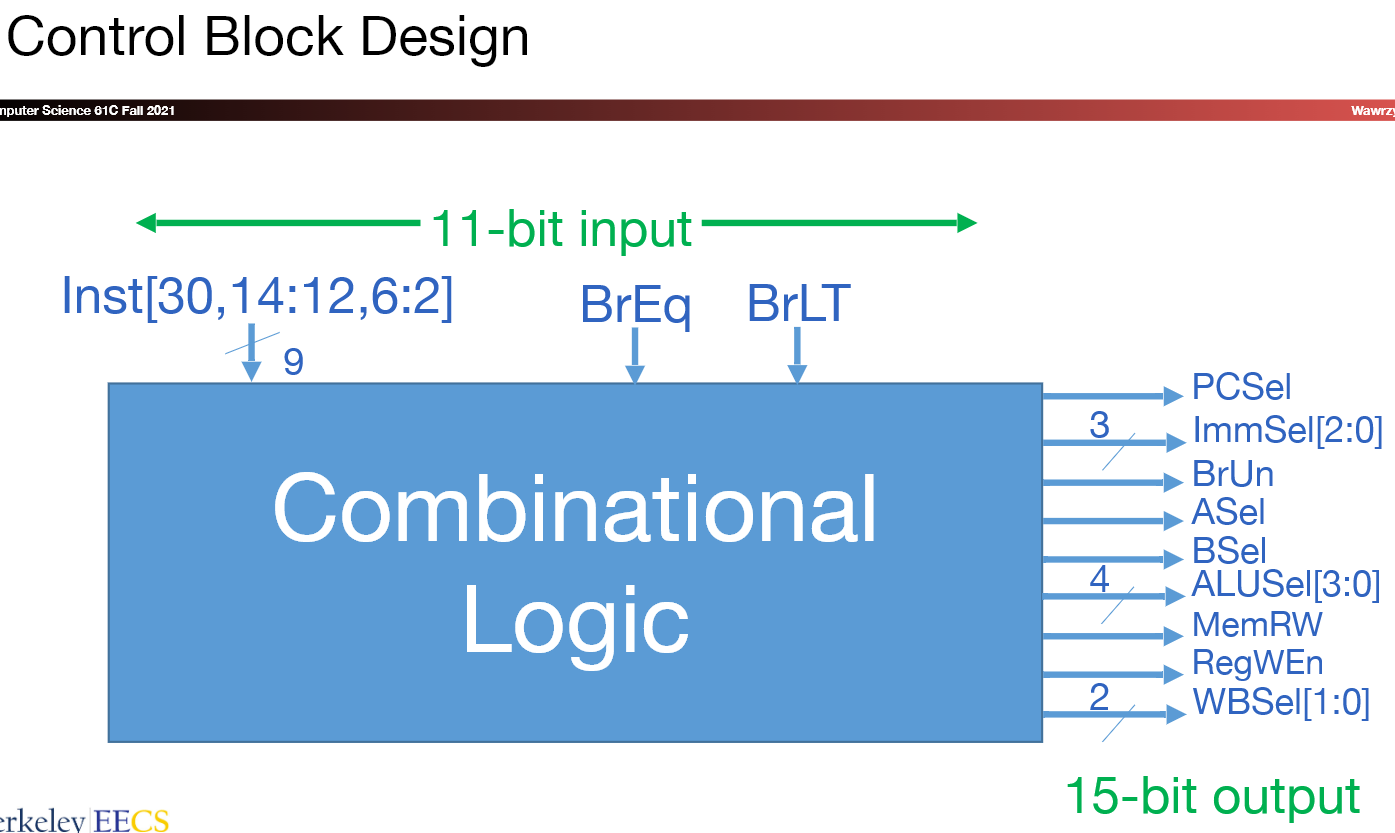 Control Block Design
mputer Science 61C Fall 2021
Wawrzy
11-bit input
Inst[30,14:12,6:2]
BrEq
BrLT
9
Combinational
Logic
PCSel
3
ImmSel[2:0]
BrUn
ASel
BSel
4
ALUSel[3:0]
MemRW
RegWEn
2
WBSel[1:0]
15-bit output
erkeley EECS